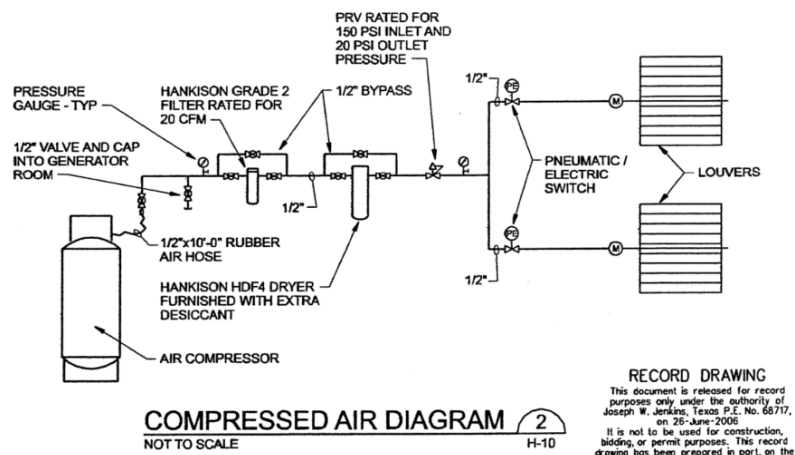 PRV RATED FOR
150 PSI INLET AND
20 PSI OUTLET
PRESSURE
PRESSURE
GAUGE - TYP
HANKISON GRADE 2
FILTER RATED FOR
20 CFM
1/2" BYPASS
1/2"
PE
M
1/2" VALVE AND CAP
INTO GENERATOR
ROOM
PNEUMATIC /
ELECTRIC
SWITCH
LOUVERS
1/2"
PE
M
1/2"
1/2"x10'-0" RUBBER
AIR HOSE
HANKISON HDF4 DRYER
FURNISHED WITH EXTRA
DESICCANT
AIR COMPRESSOR
COMPRESSED AIR DIAGRAM
2
NOT TO SCALE
H-10
RECORD DRAWING
This document is released for record
purposes only under the authority of
Joseph W. Jenkins, Texas P.E. No. 68717,
on 26-June-2006
It is not to be used for construction,
bidding, or permit purposes. This record
drawing has been prepared in part, on the